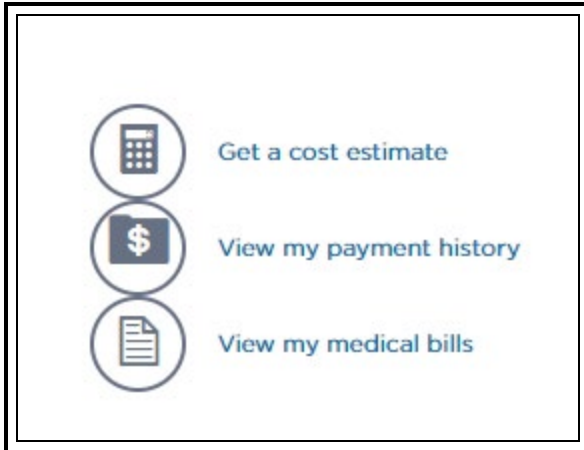 Get a cost estimate
$
View my payment history
View my medical bills